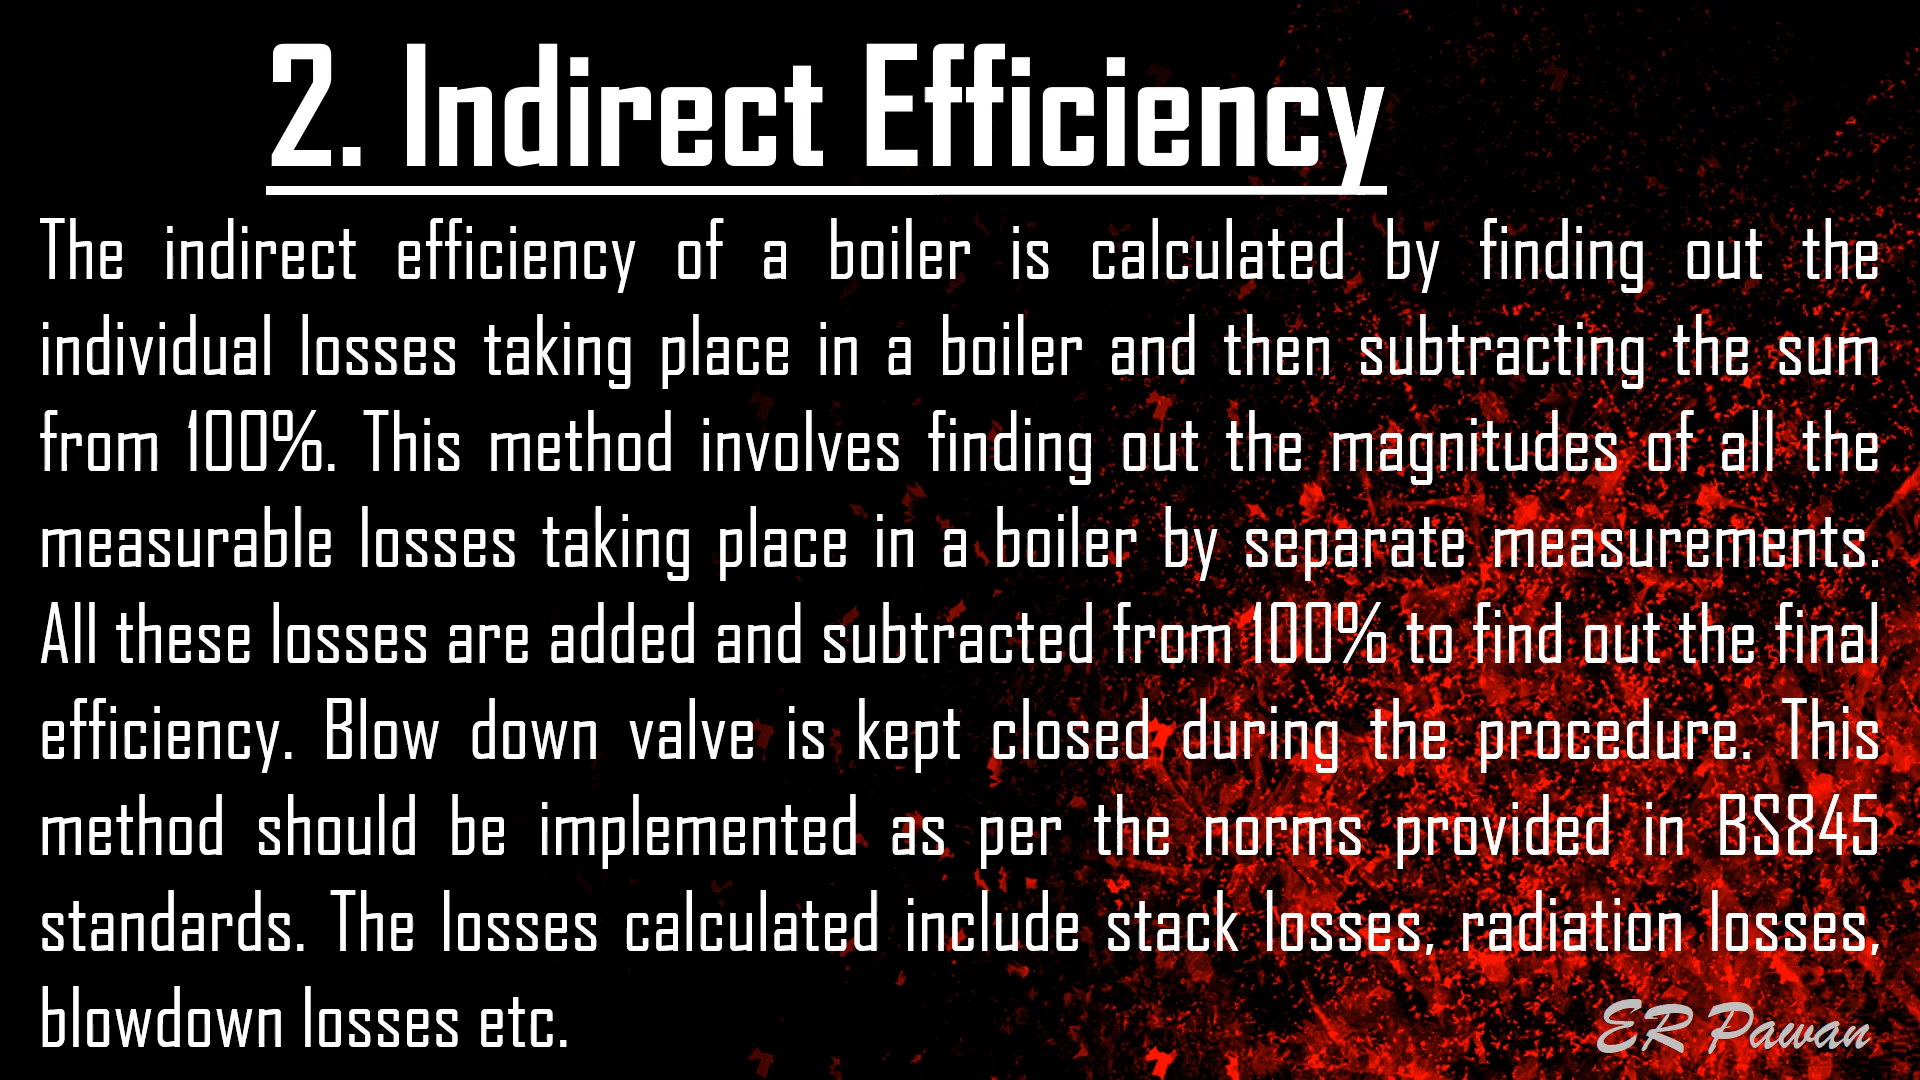 2. Indirect Efficiency
The indirect efficiency of a boiler is calculated by finding out the
individual losses taking place in a boiler and then subtracting the sum
from 100%. This method involves finding out the magnitudes of all the
measurable losses taking place in a boiler by separate measurements.
All these losses are added and subtracted from 100% to find out the final
efficiency. Blow down valve is kept closed during the procedure. This
method should be implemented as per the norms provided in BS845
standards. The losses calculated include stack losses, radiation losses,
blowdown losses etc.
ER Pawan